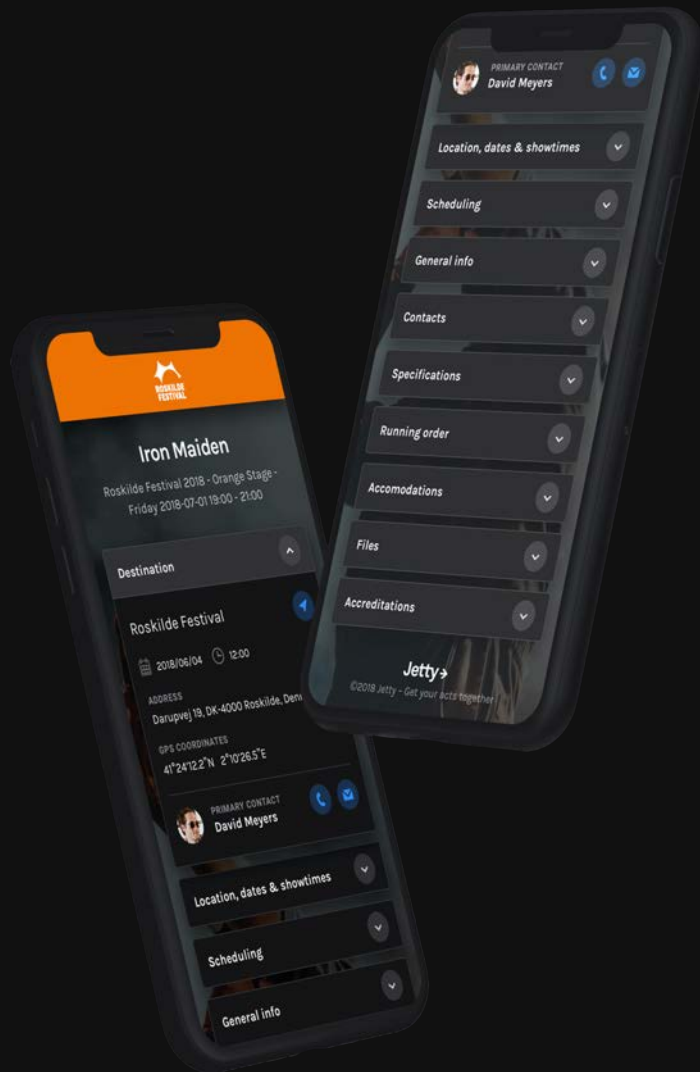 ROSKILDE
FESTIVAL
Iron Maiden
Roskilde Festival 2018 - Orange Stage -
Friday 2018-07-01 19:00 - 21:00
Destination
Roskilde Festival
2018/06/04 12:00
ADDRESS
Darupvej 19, DK-4000 Roskilde,
GPS COORDINATES
41°24'12.2"N 2°10'26.5"E
PRIMARY CONTACT
David Meyers
Location, dates & showtimes
Scheduling
General info
PRIMARY CONTACT
David Meyers
Location, dates & showtimes
Scheduling
General info
Contacts
Specifications
Running order
Accomodations
Files
Accreditations
Jetty
©2018 Jetty - Get your acts together